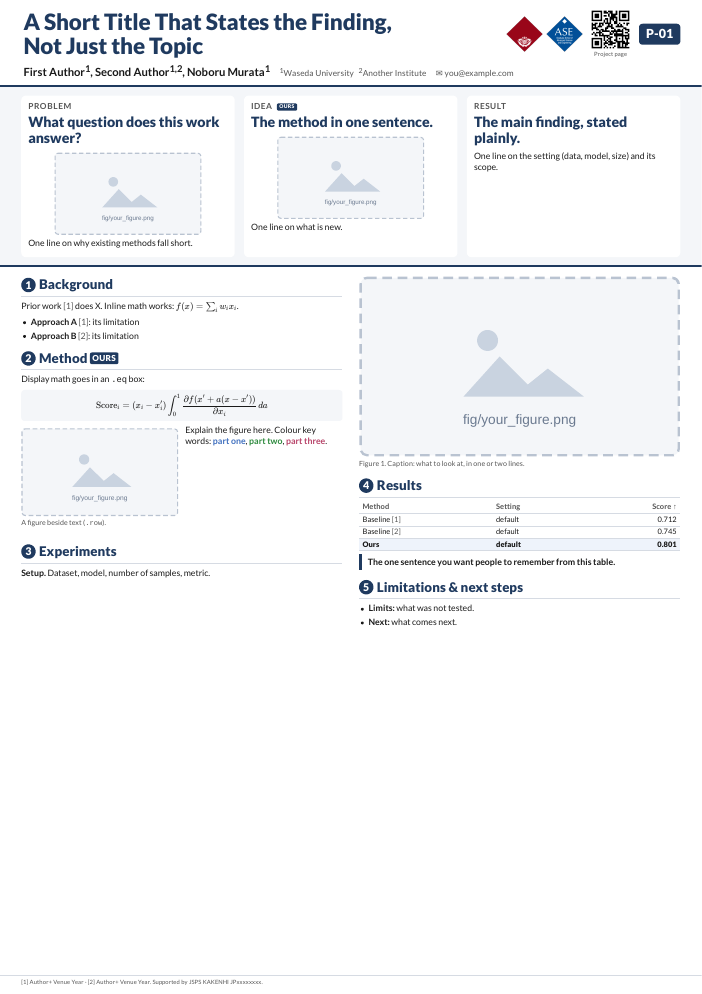 A Short Title That States the Finding,
Not Just the Topic
First Author1, Second Author1,2, Noboru Murata1 1Waseda University 2Another Institute ✉ you@example.com
ASE
Project page
P-01
PROBLEM
What question does this work
answer?
fig/your_figure.png
One line on why existing methods fall short.
IDEA OURS
The method in one sentence.
fig/your_figure.png
One line on what is new.
RESULT
The main finding, stated
plainly.
One line on the setting (data, model, size) and its
scope.
1 Background
Prior work [1] does X. Inline math works: f(x) = ∑i wixi.
• Approach A [1]: its limitation
• Approach B [2]: its limitation
2 Method OURS
Display math goes in an .eq box:
Scorei = (xi − x′i) ∫01 ∂f(x′ + a(x − x′)) / ∂xi da
fig/your_figure.png
A figure beside text (.row).
Explain the figure here. Colour key
words: part one, part two, part three.
3 Experiments
Setup. Dataset, model, number of samples, metric.
fig/your_figure.png
Figure 1. Caption: what to look at, in one or two lines.
4 Results
Method Setting Score ↑
Baseline [1] default 0.712
Baseline [2] default 0.745
Ours default 0.801
The one sentence you want people to remember from this table.
5 Limitations & next steps
• Limits: what was not tested.
• Next: what comes next.
[1] Author+ Venue Year · [2] Author+ Venue Year. Supported by JSPS KAKENHI JPxxxxxxxx.